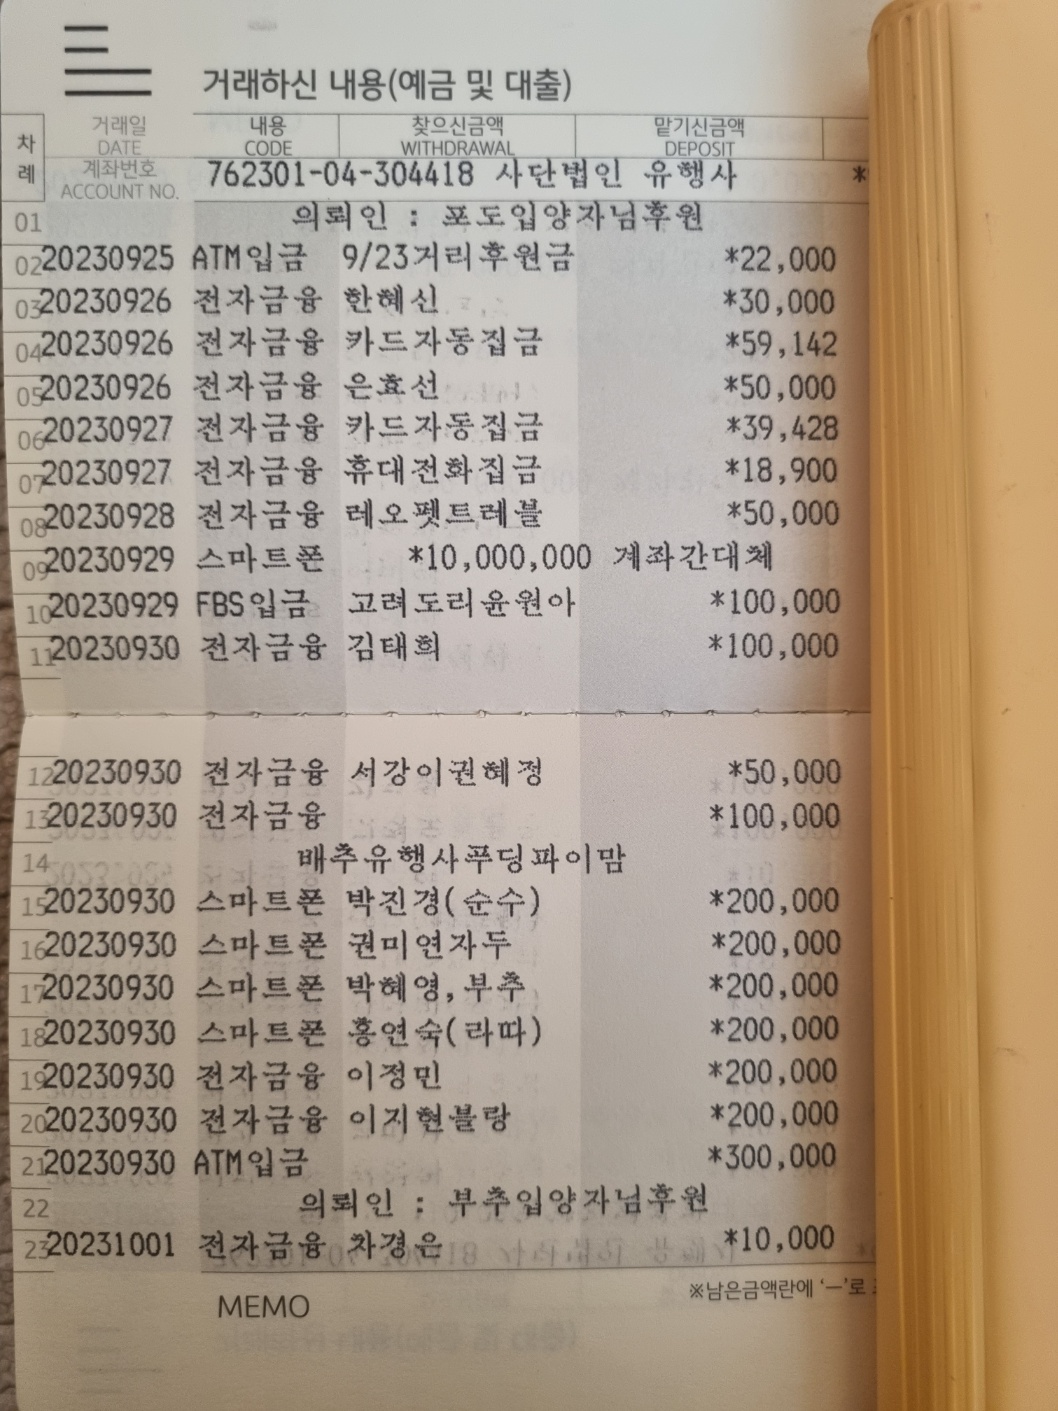 거래하신 내용(예금 및 대출)
차례 거래일 DATE 내용 CODE 찾으신금액 WITHDRAWAL 맡기신금액 DEPOSIT
계좌번호 ACCOUNT NO. 762301-04-304418 사단법인 유행사 *
01 의뢰인 : 포도입양자님후원
02 20230925 ATM입금 9/23거리후원금 *22,000
03 20230926 전자금융 한혜신 *30,000
04 20230926 전자금융 카드자동집금 *59,142
05 20230926 전자금융 은효선 *50,000
06 20230927 전자금융 카드자동집금 *39,428
07 20230927 전자금융 휴대전화집금 *18,900
08 20230928 전자금융 레오펫트레블 *50,000
09 20230929 스마트폰 *10,000,000 계좌간대체
10 20230929 FBS입금 고려도리윤원아 *100,000
11 20230930 전자금융 김태희 *100,000
12 20230930 전자금융 서강이권혜정 *50,000
13 20230930 전자금융 *100,000
14 배추유행사푸딩파이맘
15 20230930 스마트폰 박진경(순수) *200,000
16 20230930 스마트폰 권미연자두 *200,000
17 20230930 스마트폰 박혜영,부추 *200,000
18 20230930 스마트폰 홍연숙(라따) *200,000
19 20230930 전자금융 이정민 *200,000
20 20230930 전자금융 이지현블랑 *200,000
21 20230930 ATM입금 *300,000
22 의뢰인 : 부추입양자님후원
23 20231001 전자금융 차경은 *10,000
※남은금액란에 ‘—’로
MEMO